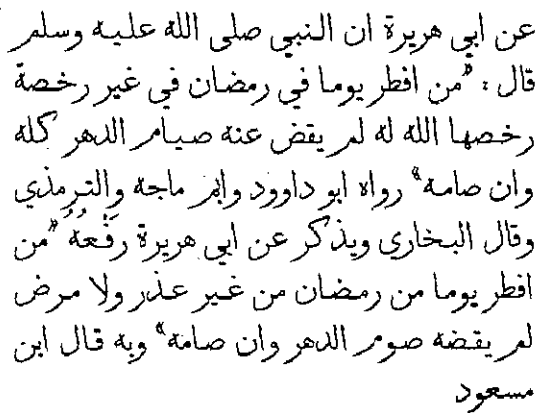 عن ابي هريرة ان النبي صلى الله عليه وسلم
قال : "من افطر يوما في رمضان في غير رخصة
رخصها الله له لم يقض عنه صيام الدهر كله
وان صامه" رواه ابو داوود وابن ماجه والترمذي
وقال البخاري ويذكر عن ابي هريرة رَفْعُهُ "من
افطر يوما من رمضان من غير عذر ولا مرض
لم يقضه صوم الدهر وان صامه" وبه قال ابن
مسعود